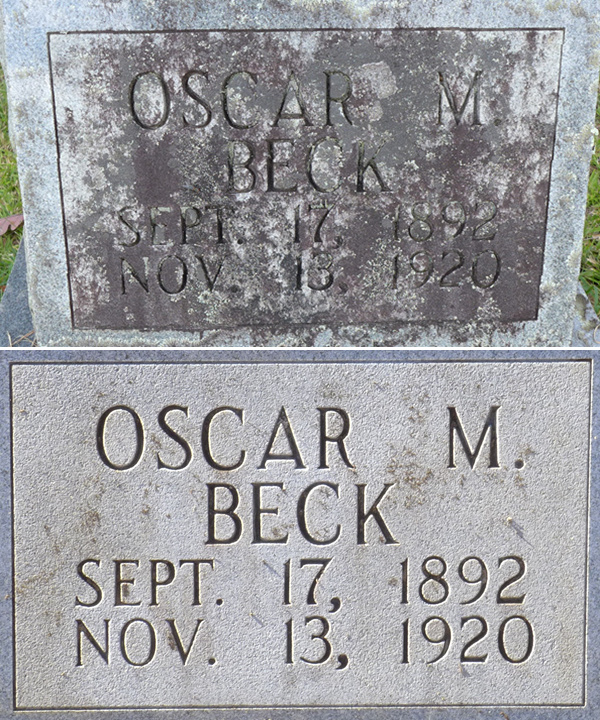 OSCAR M.
BECK
SEPT. 17, 1892
NOV. 13, 1920
OSCAR M.
BECK
SEPT. 17, 1892
NOV. 13, 1920